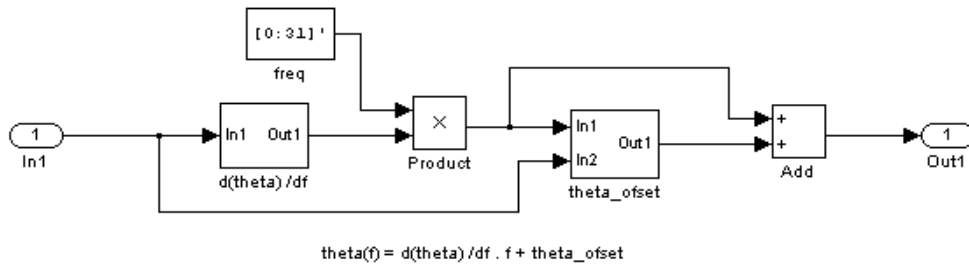 [0:31]'
freq
1
In1
In1 Out1
d(theta) /df
×
Product
In1
In2
Out1
theta_ofset
+
+
Add
1
Out1
theta(f) = d(theta) /df . f + theta_ofset